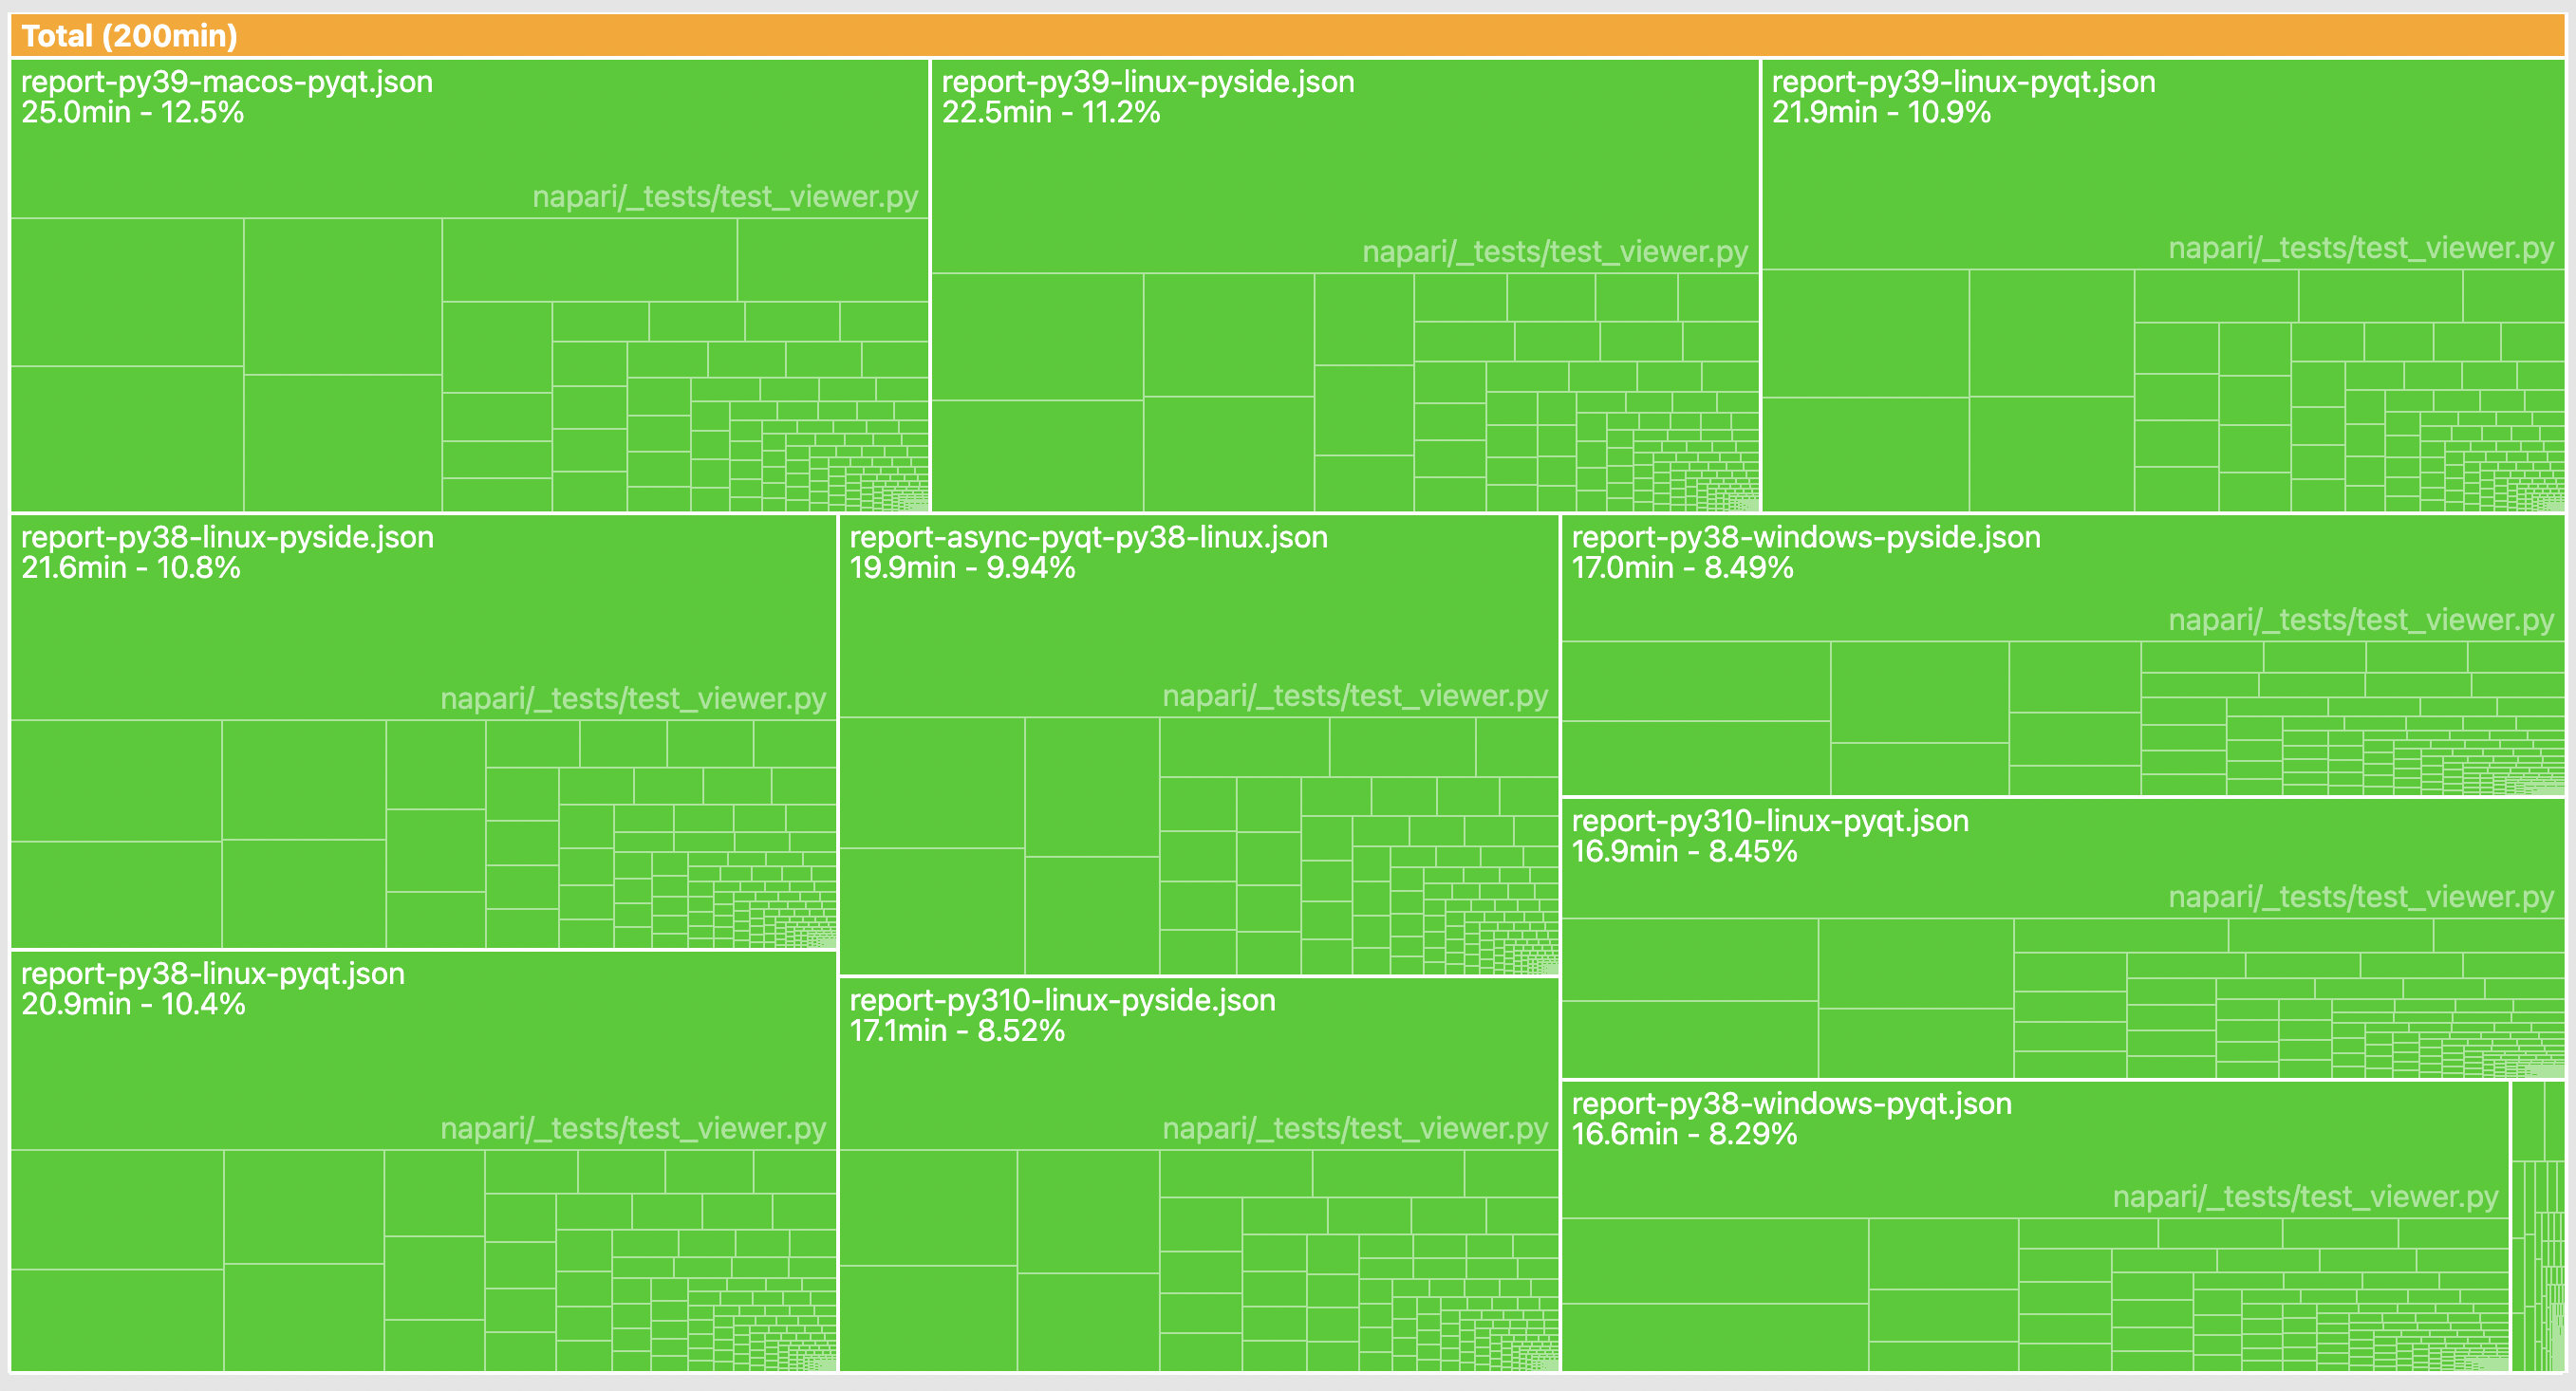 Total (200min)
report-py39-macos-pyqt.json
25.0min - 12.5%
napari/_tests/test_viewer.py
report-py39-linux-pyside.json
22.5min - 11.2%
napari/_tests/test_viewer.py
report-py39-linux-pyqt.json
21.9min - 10.9%
napari/_tests/test_viewer.py
report-py38-linux-pyside.json
21.6min - 10.8%
napari/_tests/test_viewer.py
report-async-pyqt-py38-linux.json
19.9min - 9.94%
napari/_tests/test_viewer.py
report-py38-windows-pyside.json
17.0min - 8.49%
napari/_tests/test_viewer.py
report-py310-linux-pyqt.json
16.9min - 8.45%
napari/_tests/test_viewer.py
report-py38-linux-pyqt.json
20.9min - 10.4%
napari/_tests/test_viewer.py
report-py310-linux-pyside.json
17.1min - 8.52%
napari/_tests/test_viewer.py
report-py38-windows-pyqt.json
16.6min - 8.29%
napari/_tests/test_viewer.py